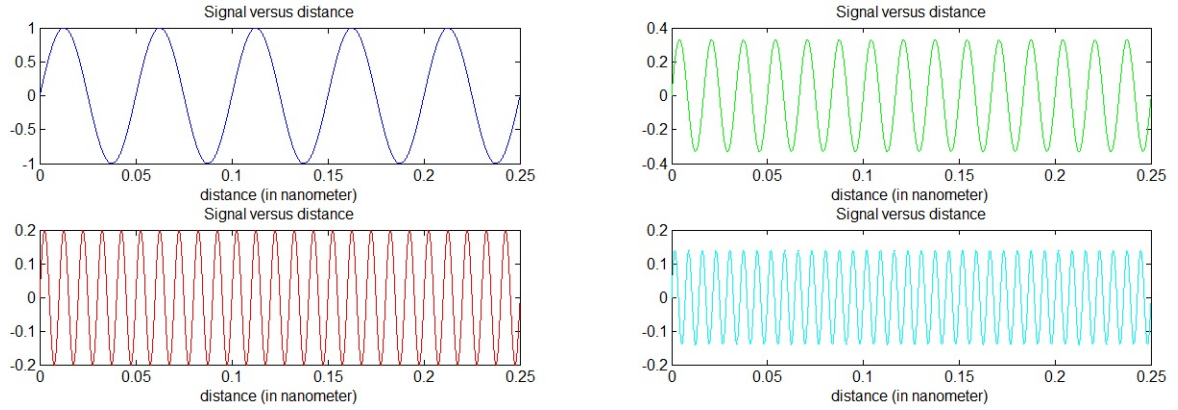 Signal versus distance
1
0.5
0
-0.5
-1
0 0.05 0.1 0.15 0.2 0.25
distance (in nanometer)
Signal versus distance
0.4
0.2
0
-0.2
-0.4
0 0.05 0.1 0.15 0.2 0.25
distance (in nanometer)
Signal versus distance
0.2
0.1
0
-0.1
-0.2
0 0.05 0.1 0.15 0.2 0.25
distance (in nanometer)
Signal versus distance
0.2
0.1
0
-0.1
0.2
0 0.05 0.1 0.15 0.2 0.25
distance (in nanometer)